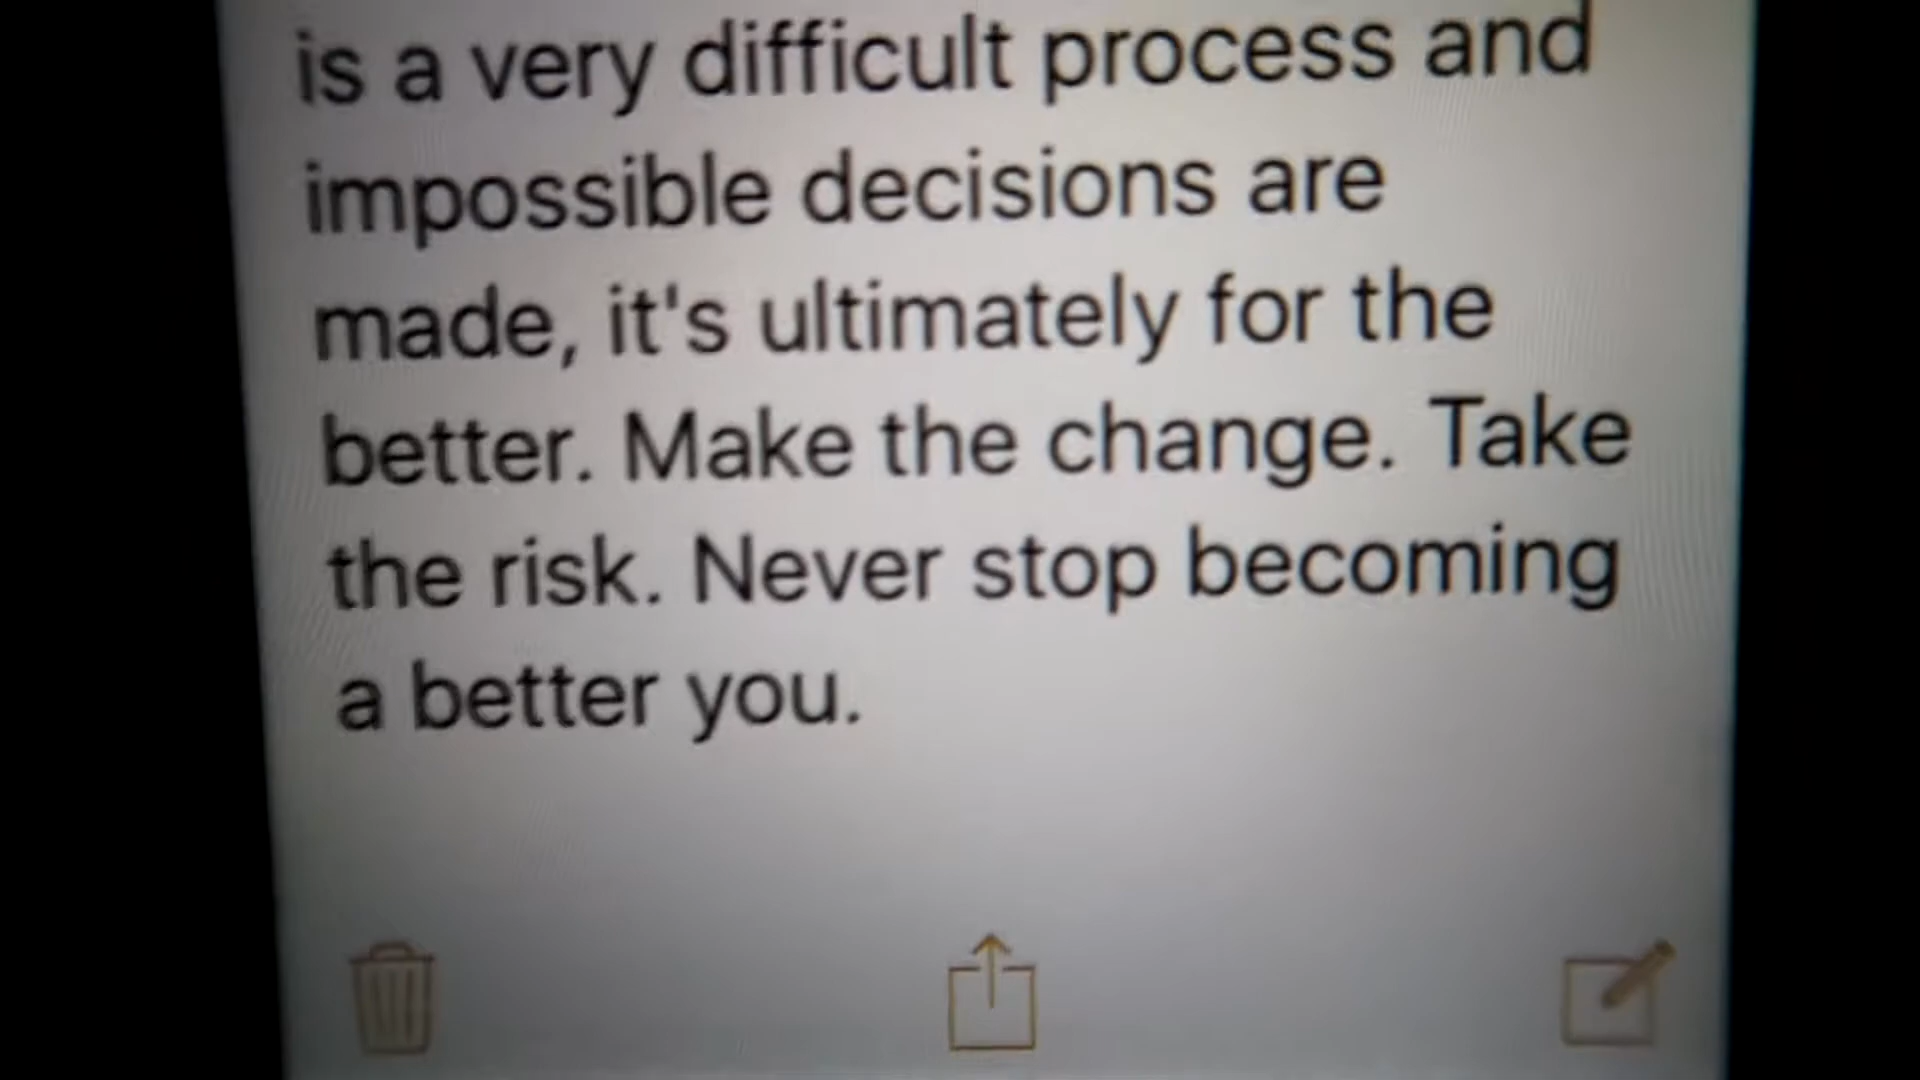 is a very difficult process and
impossible decisions are
made, it's ultimately for the
better. Make the change. Take
the risk. Never stop becoming
a better you.